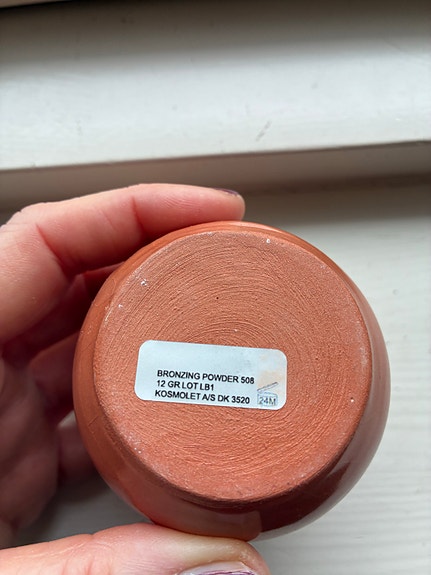 BRONZING POWDER 508
12 GR LOT LB1
KOSMOLET A/S DK 3520
24M